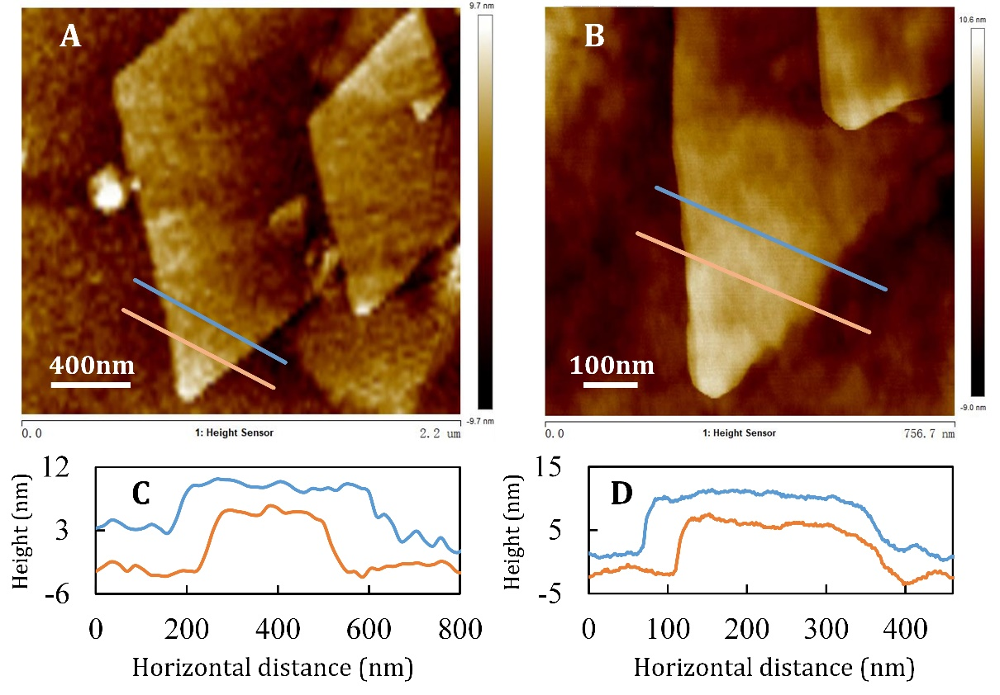 A
9.7 nm
400nm
-9.7 nm
0.0
1: Height Sensor
2.2 um
B
10.6 nm
100nm
-9.0 nm
0.0
1: Height Sensor
756.7 nm
C
Height (nm)
12
3
-6
0 200 400 600 800
Horizontal distance (nm)
D
Height (nm)
15
5
-5
0 100 200 300 400
Horizontal distance (nm)